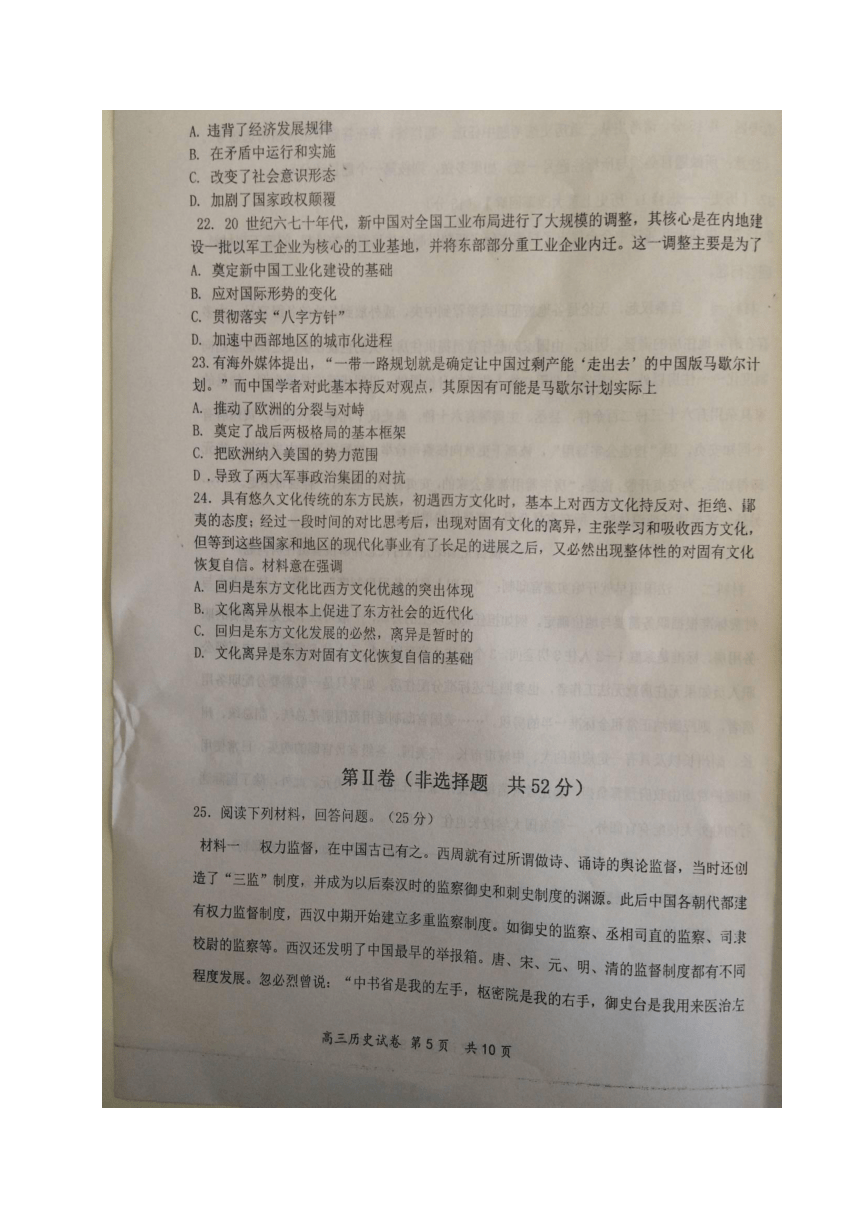 A. 违背了经济发展规律
B. 在矛盾中运行和实施
C. 改变了社会意识形态
D. 加剧了国家政权颠覆
22. 20 世纪六七十年代，新中国对全国工业布局进行了大规模的调整，其核心是在内地建
设一批以军工企业为核心的工业基地，并将东部部分重工业企业内迁。这一调整主要是为了
A. 奠定新中国工业化建设的基础
B. 应对国际形势的变化
C. 贯彻落实“八字方针”
D. 加速中西部地区的城市化进程
23. 有海外媒体提出，“一带一路规划就是确定让中国过剩产能‘走出去’的中国版马歇尔计
划。”而中国学者对此基本持反对观点，其原因有可能是马歇尔计划实际上
A. 推动了欧洲的分裂与对峙
B. 奠定了战后两极格局的基本框架
C. 把欧洲纳入美国的势力范围
D .导致了两大军事政治集团的对抗
24. 具有悠久文化传统的东方民族，初遇西方文化时，基本上对西方文化持反对、拒绝、鄙
夷的态度；经过一段时间的对比思考后，出现对固有文化的离异，主张学习和吸收西方文化，
但等到这些国家和地区的现代化事业有了长足的进展之后，又必然出现整体性的对固有文化
恢复自信。材料意在强调
A. 回归是东方文化比西方文化优越的突出体现
B. 文化离异从根本上促进了东方社会的近代化
C. 回归是东方文化发展的必然，离异是暂时的
D. 文化离异是东方对固有文化恢复自信的基础
第Ⅱ卷（非选择题 共 52 分）
25. 阅读下列材料，回答问题。（25 分）
材料一 权力监督，在中国古已有之。西周就有过所谓做诗、诵诗的舆论监督，当时还创
造了“三监”制度，并成为以后秦汉时的监察御史和刺史制度的渊源。此后中国各朝代都建
有权力监督制度，西汉中期开始建立多重监察制度。如御史的监察、丞相司直的监察、司隶
校尉的监察等。西汉还发明了中国最早的举报箱。唐、宋、元、明、清的监督制度都有不同
程度发展。忽必烈曾说：“中书省是我的左手，枢密院是我的右手，御史台是我用来医治左
高三历史试卷 第 5 页 共 10 页